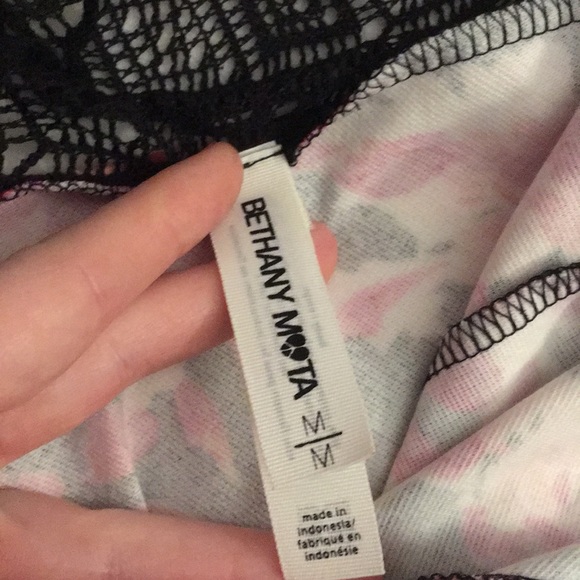 BETHANY MOTA
M
M
made in
indonesia/
fabriqué en
indonésie